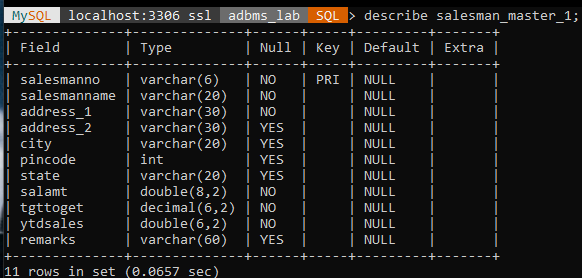 MySQL localhost:3306 ssl adbms_lab SQL > describe salesman_master_1;
+--------------+--------------+------+-----+---------+-------+
| Field        | Type         | Null | Key | Default | Extra |
+--------------+--------------+------+-----+---------+-------+
| salesmanno   | varchar(6)   | NO   | PRI | NULL    |       |
| salesmanname | varchar(20)  | NO   |     | NULL    |       |
| address_1    | varchar(30)  | NO   |     | NULL    |       |
| address_2    | varchar(30)  | YES  |     | NULL    |       |
| city         | varchar(20)  | YES  |     | NULL    |       |
| pincode      | int          | YES  |     | NULL    |       |
| state        | varchar(20)  | YES  |     | NULL    |       |
| salamt       | double(8,2)  | NO   |     | NULL    |       |
| tgttoget     | decimal(6,2) | NO   |     | NULL    |       |
| ytdsales     | double(6,2)  | NO   |     | NULL    |       |
| remarks      | varchar(60)  | YES  |     | NULL    |       |
+--------------+--------------+------+-----+---------+-------+
11 rows in set (0.0657 sec)